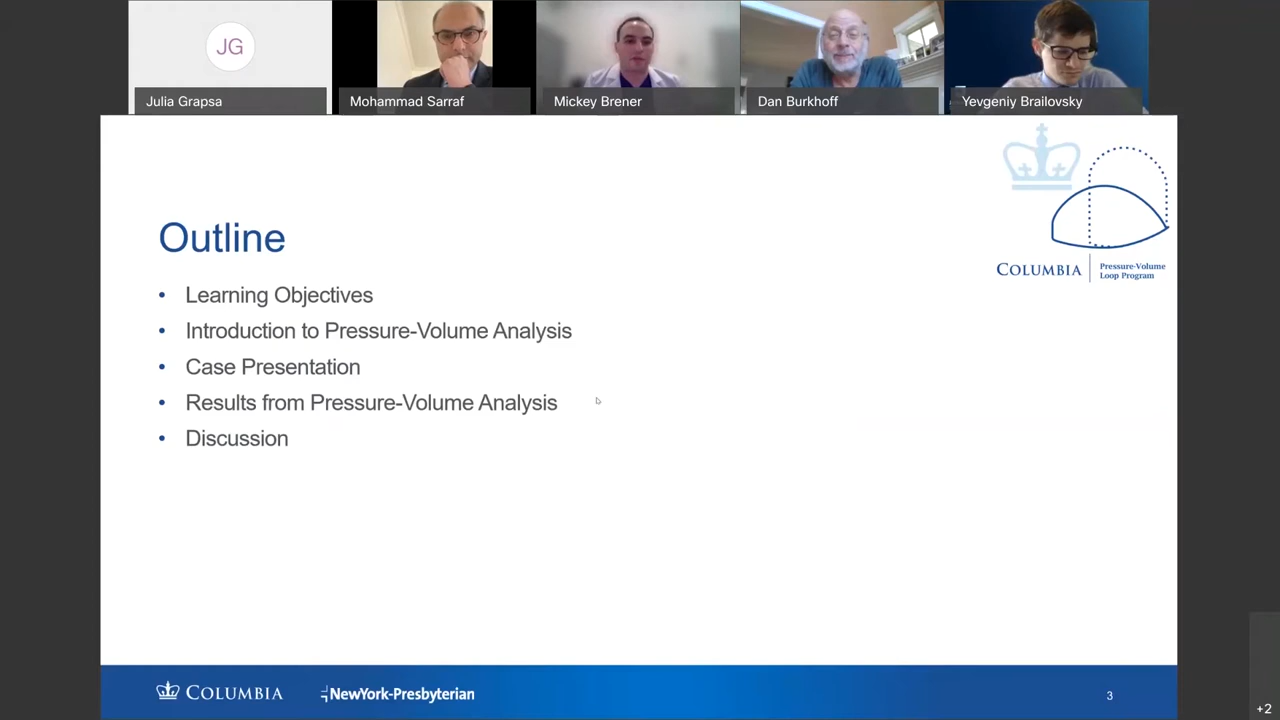 JG
Julia Grapsa
Mohammad Sarraf
Mickey Brener
Dan Burkhoff
Yevgeniy Brailovsky
COLUMBIA
Pressure-Volume
Loop Program
Outline
• Learning Objectives
• Introduction to Pressure-Volume Analysis
• Case Presentation
• Results from Pressure-Volume Analysis
• Discussion
COLUMBIA
NewYork-Presbyterian
3
+2